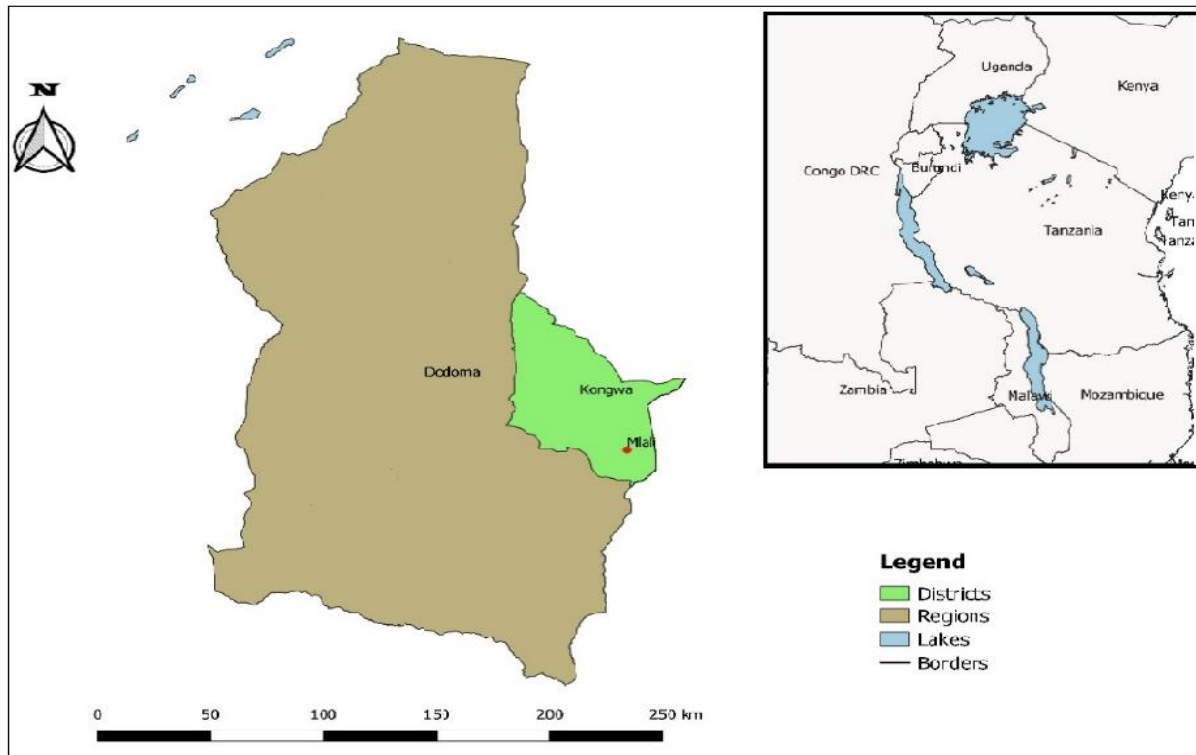 N
Dodoma
Kongwa
Mlali
Uganda
Kenya
Congo DRC
Burundi
Tanzania
Zambia
Malawi
Mozambique
Legend
Districts
Regions
Lakes
Borders
0 50 100 150 200 250 km